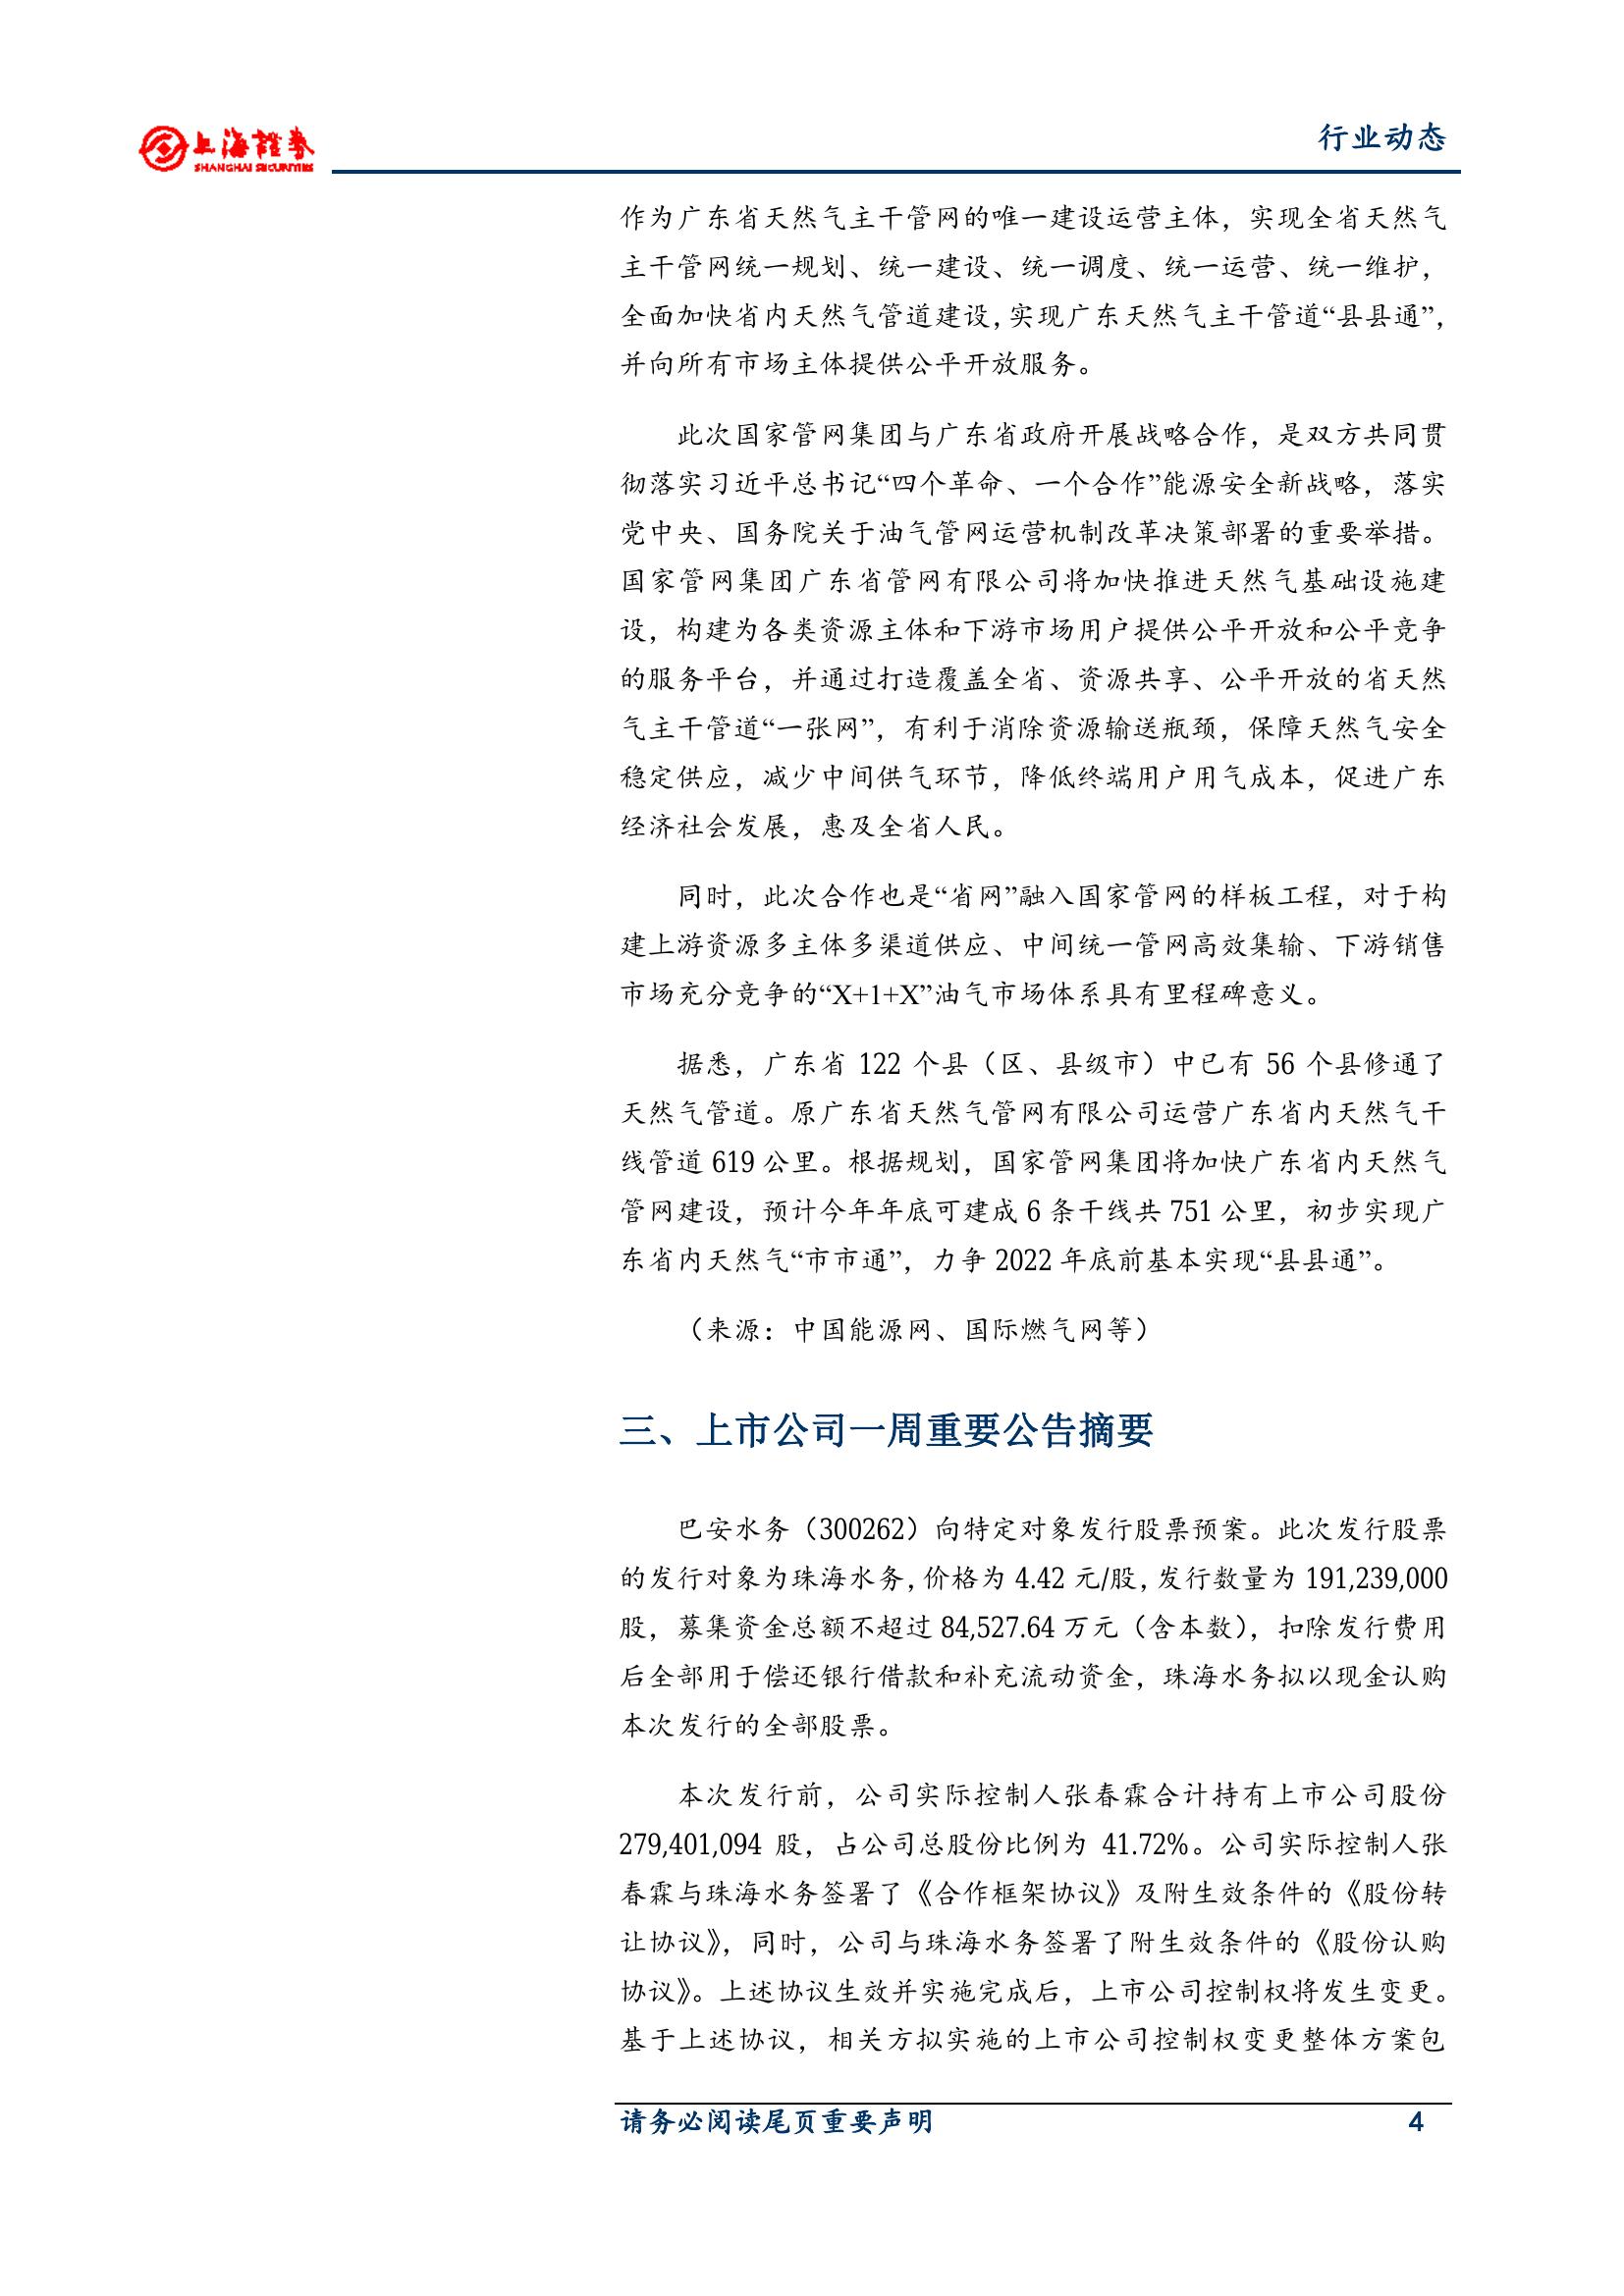 上海證券
SHANGHAI SECURITIES
行业动态
作为广东省天然气主干管网的唯一建设运营主体，实现全省天然气
主干管网统一规划、统一建设、统一调度、统一运营、统一维护，
全面加快省内天然气管道建设，实现广东天然气主干管道“县县通”，
并向所有市场主体提供公平开放服务。
此次国家管网集团与广东省政府开展战略合作，是双方共同贯
彻落实习近平总书记“四个革命、一个合作”能源安全新战略，落实
党中央、国务院关于油气管网运营机制改革决策部署的重要举措。
国家管网集团广东省管网有限公司将加快推进天然气基础设施建
设，构建为各类资源主体和下游市场用户提供公平开放和公平竞争
的服务平台，并通过打造覆盖全省、资源共享、公平开放的省天然
气主干管道“一张网”，有利于消除资源输送瓶颈，保障天然气安全
稳定供应，减少中间供气环节，降低终端用户用气成本，促进广东
经济社会发展，惠及全省人民。
同时，此次合作也是“省网”融入国家管网的样板工程，对于构
建上游资源多主体多渠道供应、中间统一管网高效集输、下游销售
市场充分竞争的“X+1+X”油气市场体系具有里程碑意义。
据悉，广东省 122 个县（区、县级市）中已有 56 个县修通了
天然气管道。原广东省天然气管网有限公司运营广东省内天然气干
线管道 619 公里。根据规划，国家管网集团将加快广东省内天然气
管网建设，预计今年年底可建成 6 条干线共 751 公里，初步实现广
东省内天然气“市市通”，力争 2022 年底前基本实现“县县通”。
（来源：中国能源网、国际燃气网等）
三、上市公司一周重要公告摘要
巴安水务（300262）向特定对象发行股票预案。此次发行股票
的发行对象为珠海水务，价格为 4.42 元/股，发行数量为 191,239,000
股，募集资金总额不超过 84,527.64 万元（含本数），扣除发行费用
后全部用于偿还银行借款和补充流动资金，珠海水务拟以现金认购
本次发行的全部股票。
本次发行前，公司实际控制人张春霖合计持有上市公司股份
279,401,094 股，占公司总股份比例为 41.72%。公司实际控制人张
春霖与珠海水务签署了《合作框架协议》及附生效条件的《股份转
让协议》，同时，公司与珠海水务签署了附生效条件的《股份认购
协议》。上述协议生效并实施完成后，上市公司控制权将发生变更。
基于上述协议，相关方拟实施的上市公司控制权变更整体方案包
请务必阅读尾页重要声明
4